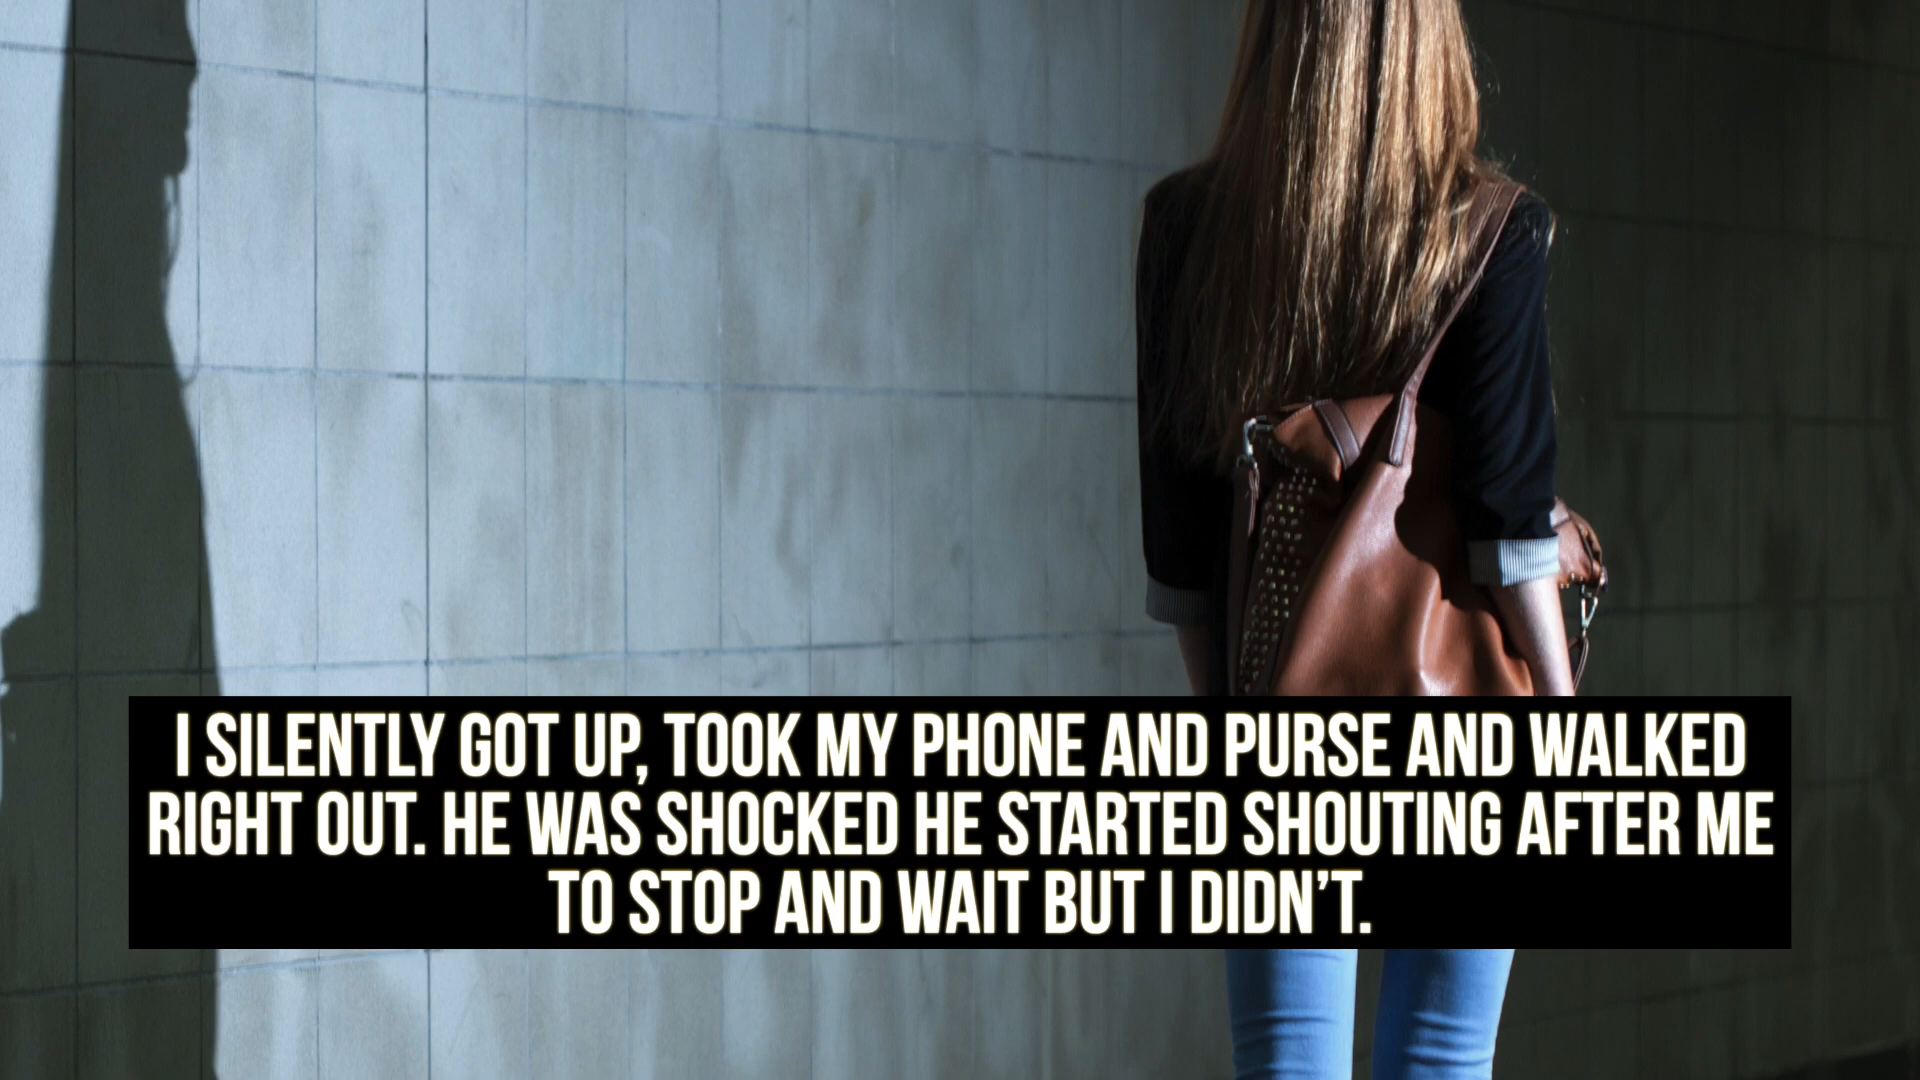 I SILENTLY GOT UP, TOOK MY PHONE AND PURSE AND WALKED
RIGHT OUT. HE WAS SHOCKED HE STARTED SHOUTING AFTER ME
TO STOP AND WAIT BUT I DIDN’T.